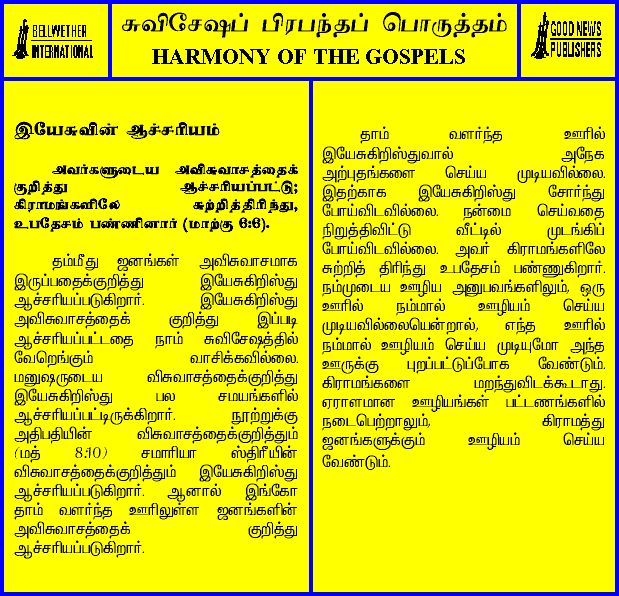 BELLWETHER
INTERNATIONAL
சுவிசேஷப் பிரபந்தப் பொருத்தம்
HARMONY OF THE GOSPELS
GOOD NEWS
PUBLISHERS
இயேசுவின் ஆச்சரியம்
அவர்களுடைய அவிசுவாசத்தைக்
குறித்து ஆச்சரியப்பட்டு;
கிராமங்களிலே சுற்றித்திரிந்து,
உபதேசம் பண்ணினார் (மாற்கு 6:6).
தம்மீது ஜனங்கள் அவிசுவாசமாக
இருப்பதைக்குறித்து இயேசுகிறிஸ்து
ஆச்சரியப்படுகிறார். இயேசுகிறிஸ்து
அவிசுவாசத்தைக் குறித்து இப்படி
ஆச்சரியப்பட்டதை நாம் சுவிசேஷத்தில்
வேறெங்கும் வாசிக்கவில்லை.
மனுஷருடைய விசுவாசத்தைக்குறித்து
இயேசுகிறிஸ்து பல சமயங்களில்
ஆச்சரியப்பட்டிருக்கிறார். நூற்றுக்கு
அதிபதியின் விசுவாசத்தைக்குறித்தும்
(மத் 8:10) சமாரியா ஸ்திரீயின்
விசுவாசத்தைக்குறித்தும் இயேசுகிறிஸ்து
ஆச்சரியப்படுகிறார். ஆனால் இங்கோ
தாம் வளர்ந்த ஊரிலுள்ள ஜனங்களின்
அவிசுவாசத்தைக் குறித்து
ஆச்சரியப்படுகிறார்.
தாம் வளர்ந்த ஊரில்
இயேசுகிறிஸ்துவால் அநேக
அற்புதங்களை செய்ய முடியவில்லை.
இதற்காக இயேசுகிறிஸ்து சோர்ந்து
போய்விடவில்லை. நன்மை செய்வதை
நிறுத்திவிட்டு வீட்டில் முடங்கிப்
போய்விடவில்லை. அவர் கிராமங்களிலே
சுற்றித் திரிந்து உபதேசம் பண்ணுகிறார்.
நம்முடைய ஊழிய அனுபவங்களிலும், ஒரு
ஊரில் நம்மால் ஊழியம் செய்ய
முடியவில்லையென்றால், எந்த ஊரில்
நம்மால் ஊழியம் செய்ய முடியுமோ அந்த
ஊருக்கு புறப்பட்டுப்போக வேண்டும்.
கிராமங்களை மறந்துவிடக்கூடாது.
ஏராளமான ஊழியங்கள் பட்டணங்களில்
நடைபெற்றாலும், கிராமத்து
ஜனங்களுக்கும் ஊழியம் செய்ய
வேண்டும்.